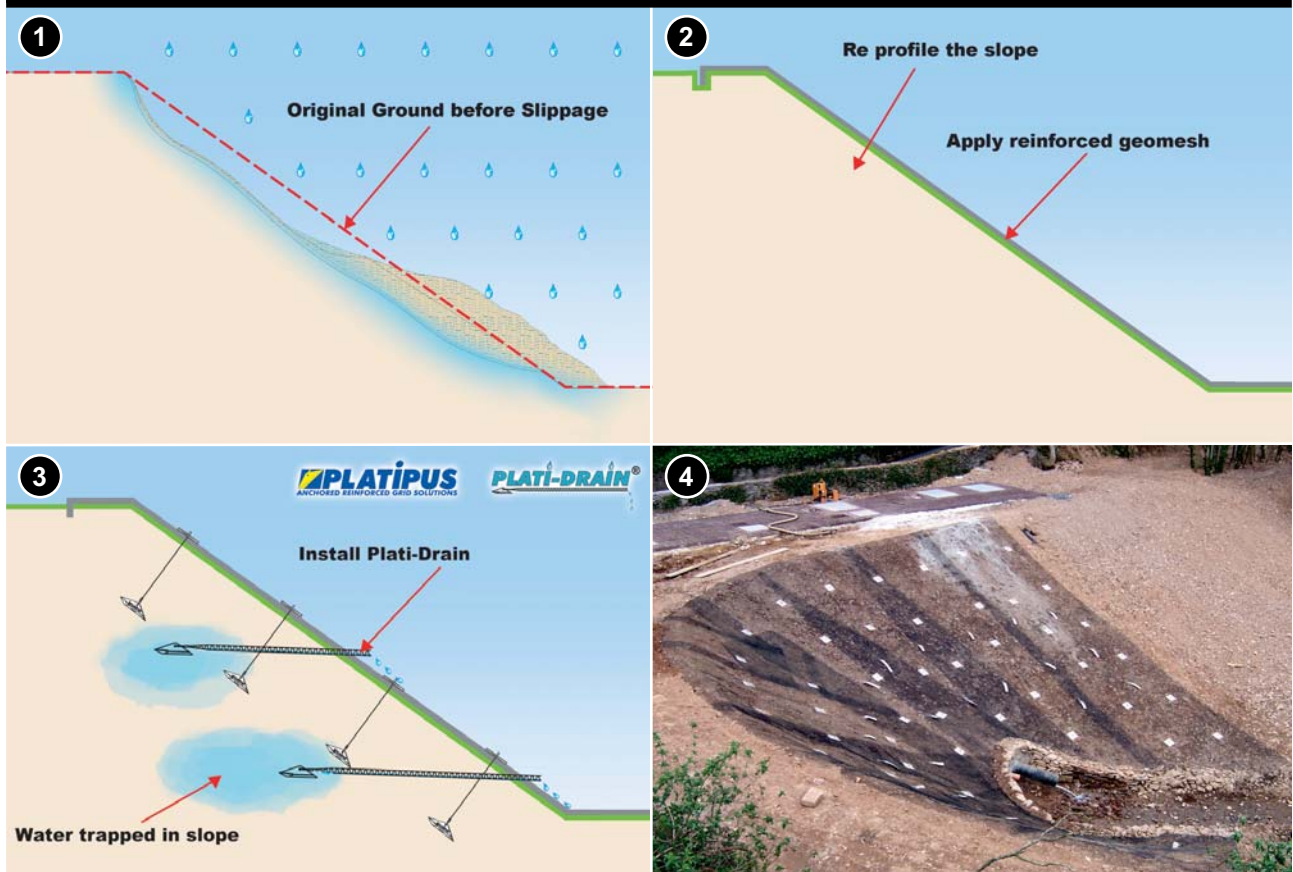 1
Original Ground before Slippage
2
Re profile the slope
Apply reinforced geomesh
3
PLATIPUS
ANCHORED REINFORCED GRID SOLUTIONS
PLATI-DRAIN®
Install Plati-Drain
Water trapped in slope
4